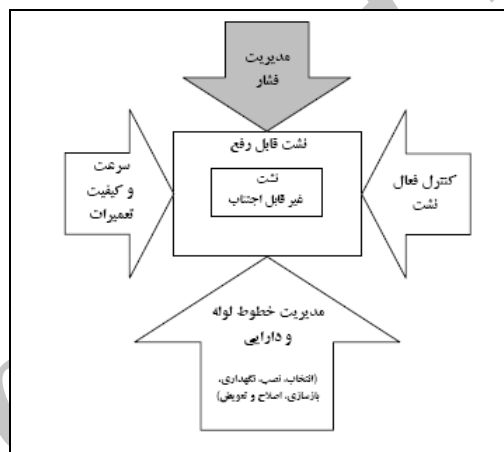 مدیریت
فشار
نشت قابل رفع
نشت
غیر قابل اجتناب
کنترل فعال
نشت
سرعت
و کیفیت
تعمیرات
مدیریت خطوط لوله
و دارایی
(انتخاب، نصب، نگهداری،
بازسازی، اصلاح و تعویض)